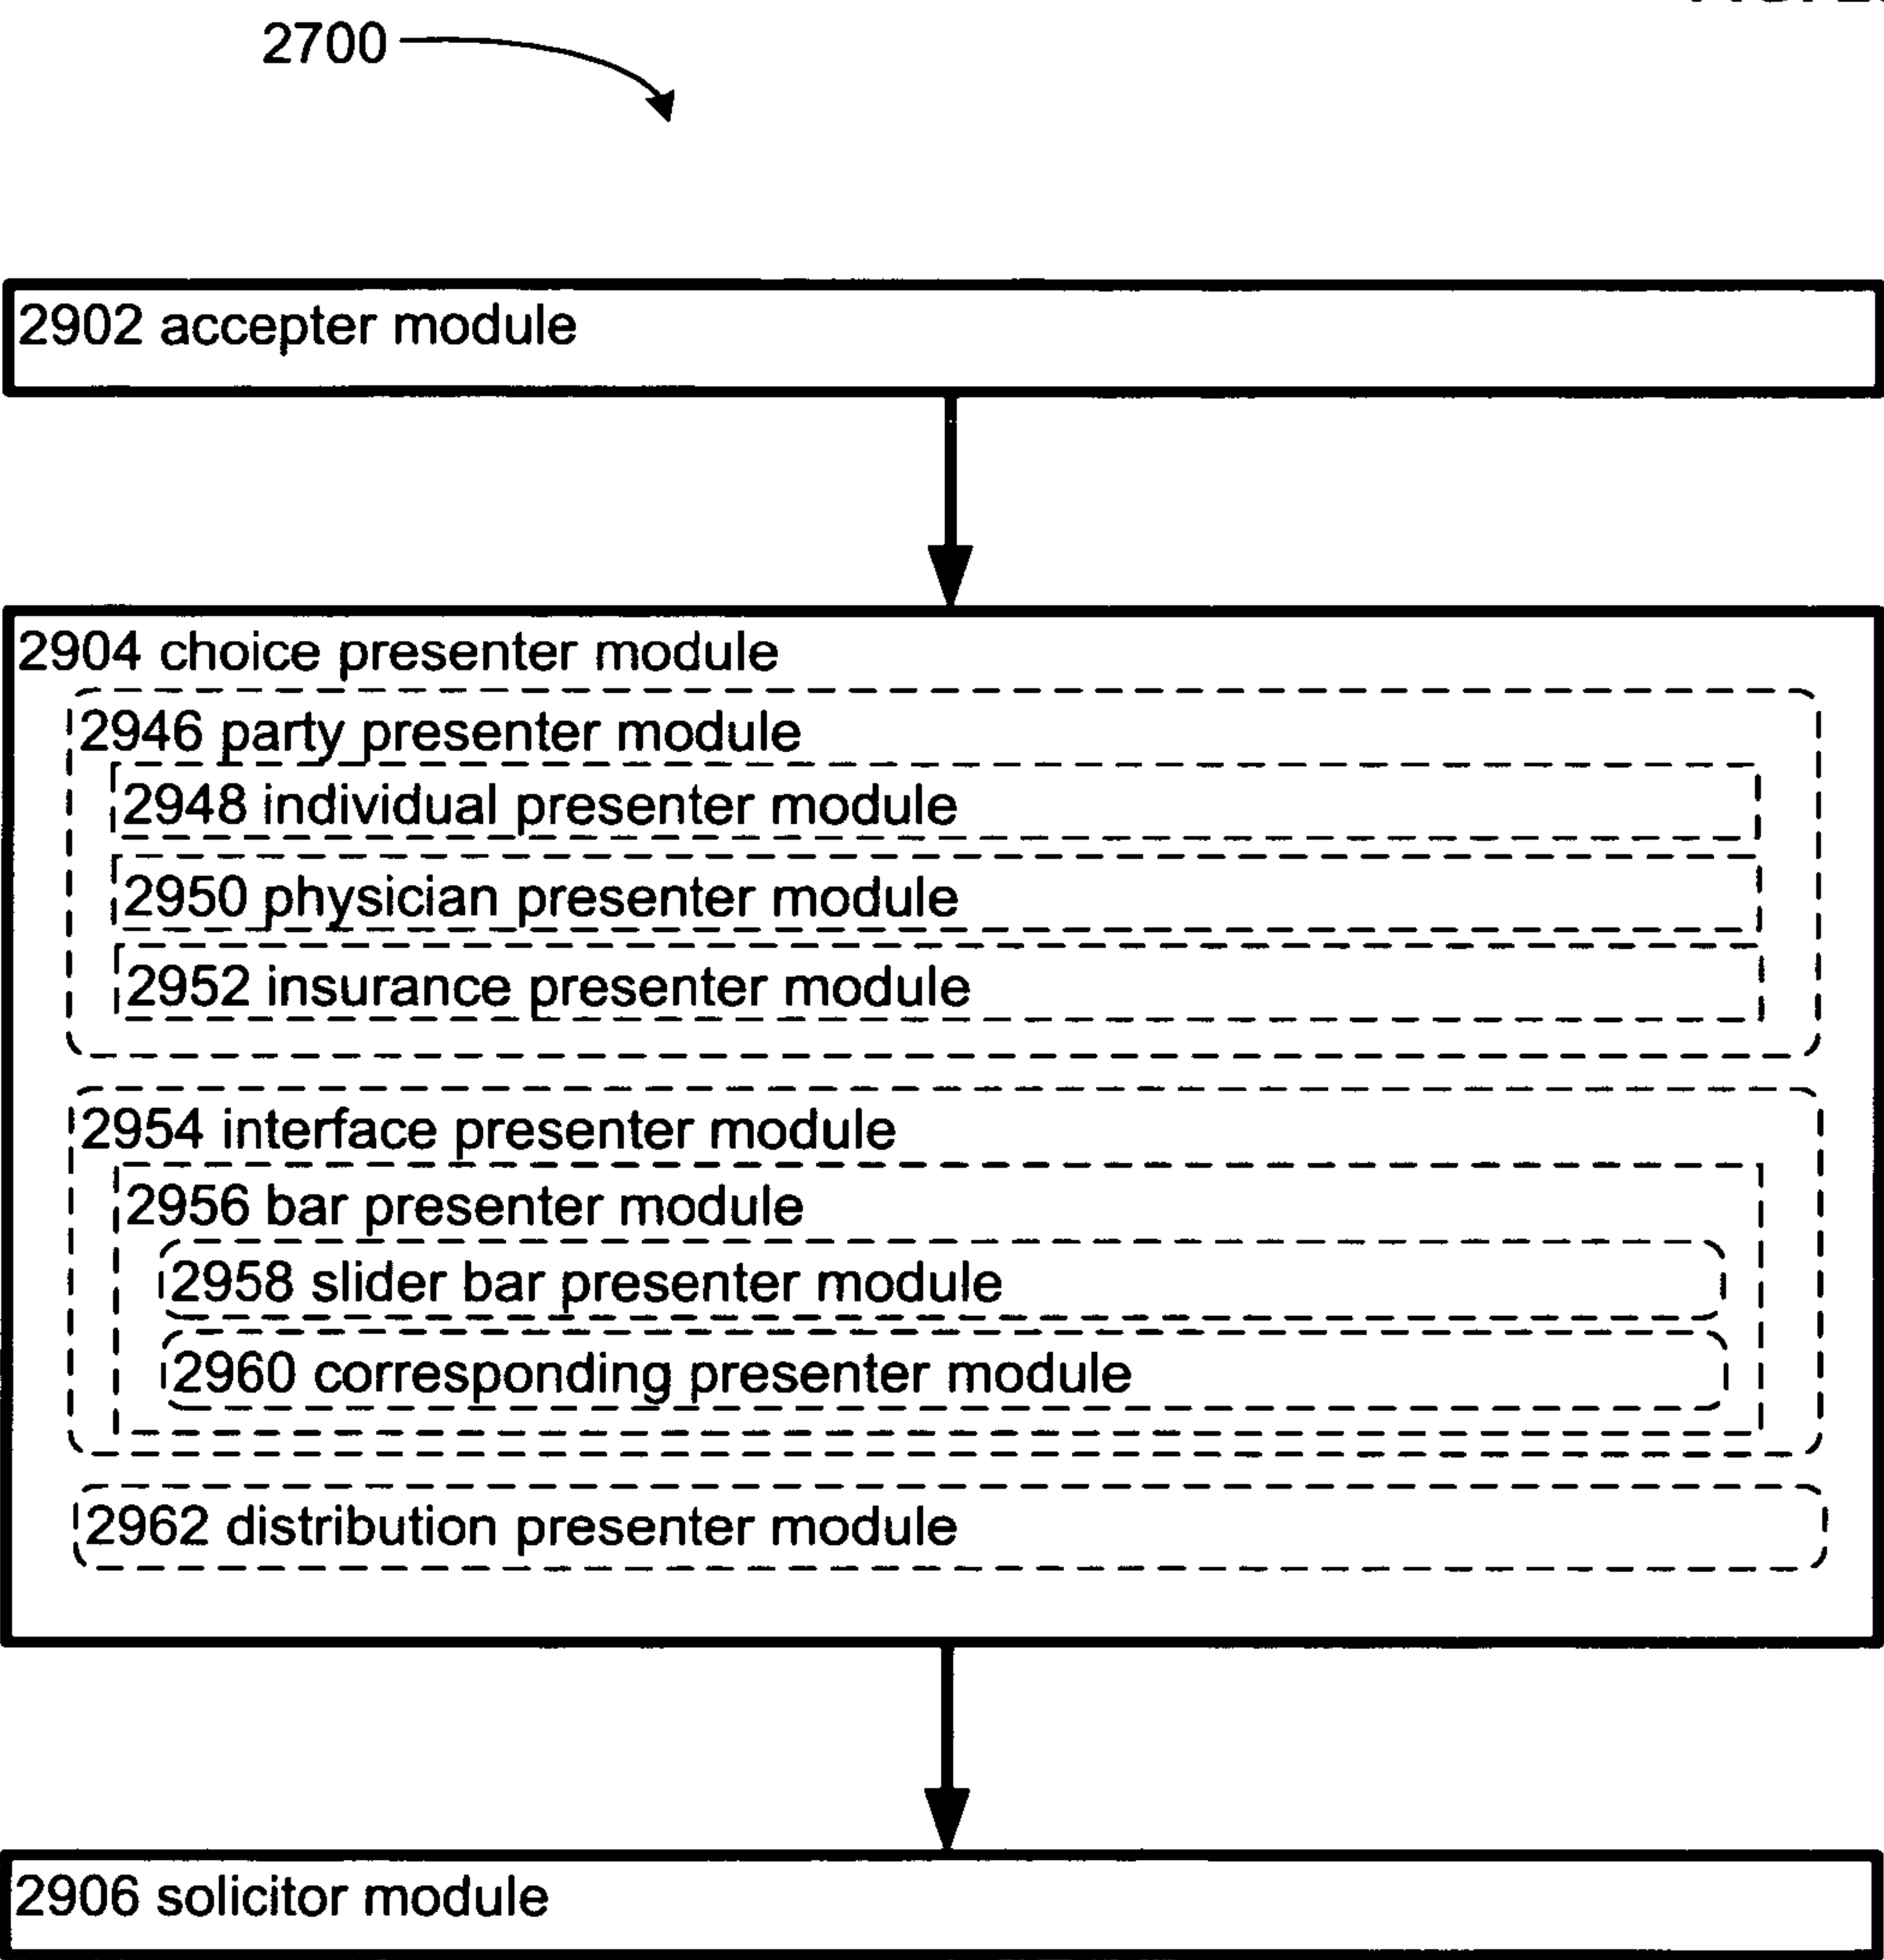 2700
2902 accepter module
2904 choice presenter module
2946 party presenter module
2948 individual presenter module
2950 physician presenter module
2952 insurance presenter module
2954 interface presenter module
2956 bar presenter module
2958 slider bar presenter module
2960 corresponding presenter module
2962 distribution presenter module
2906 solicitor module